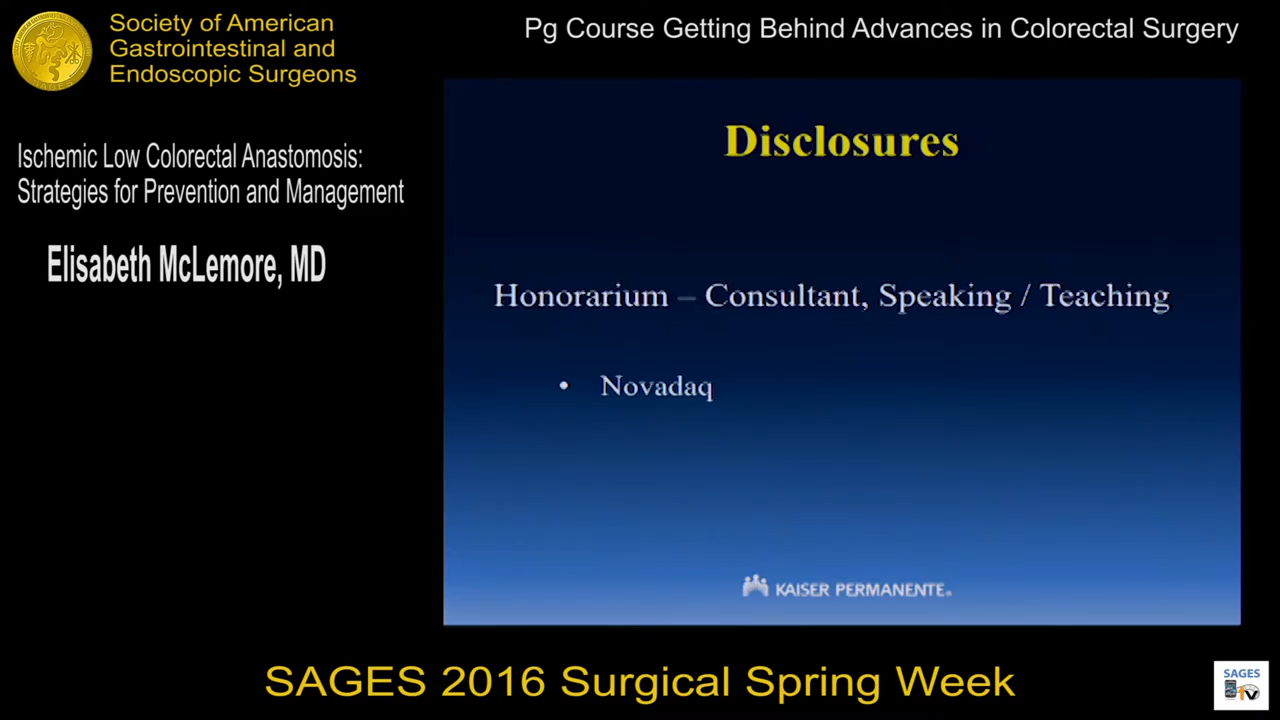 Society of American
Gastrointestinal and
Endoscopic Surgeons
Pg Course Getting Behind Advances in Colorectal Surgery
Ischemic Low Colorectal Anastomosis:
Strategies for Prevention and Management
Elisabeth McLemore, MD
Disclosures
Honorarium – Consultant, Speaking / Teaching
• Novadaq
KAISER PERMANENTE®
SAGES 2016 Surgical Spring Week
SAGES
TV